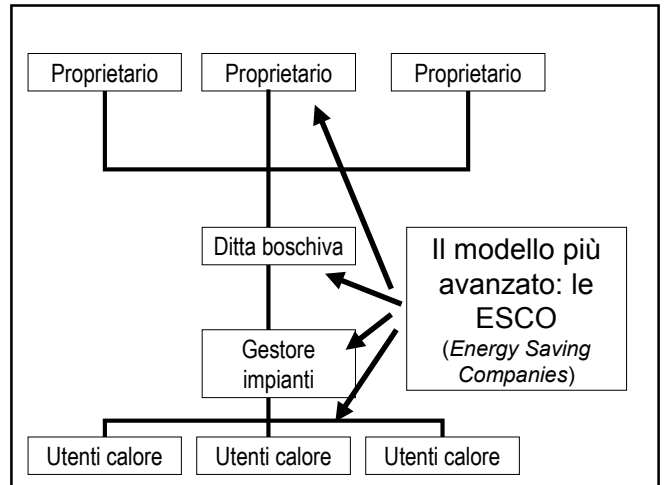 Proprietario
Proprietario
Proprietario
Ditta boschiva
Il modello più
avanzato: le
ESCO
(Energy Saving
Companies)
Gestore
impianti
Utenti calore
Utenti calore
Utenti calore